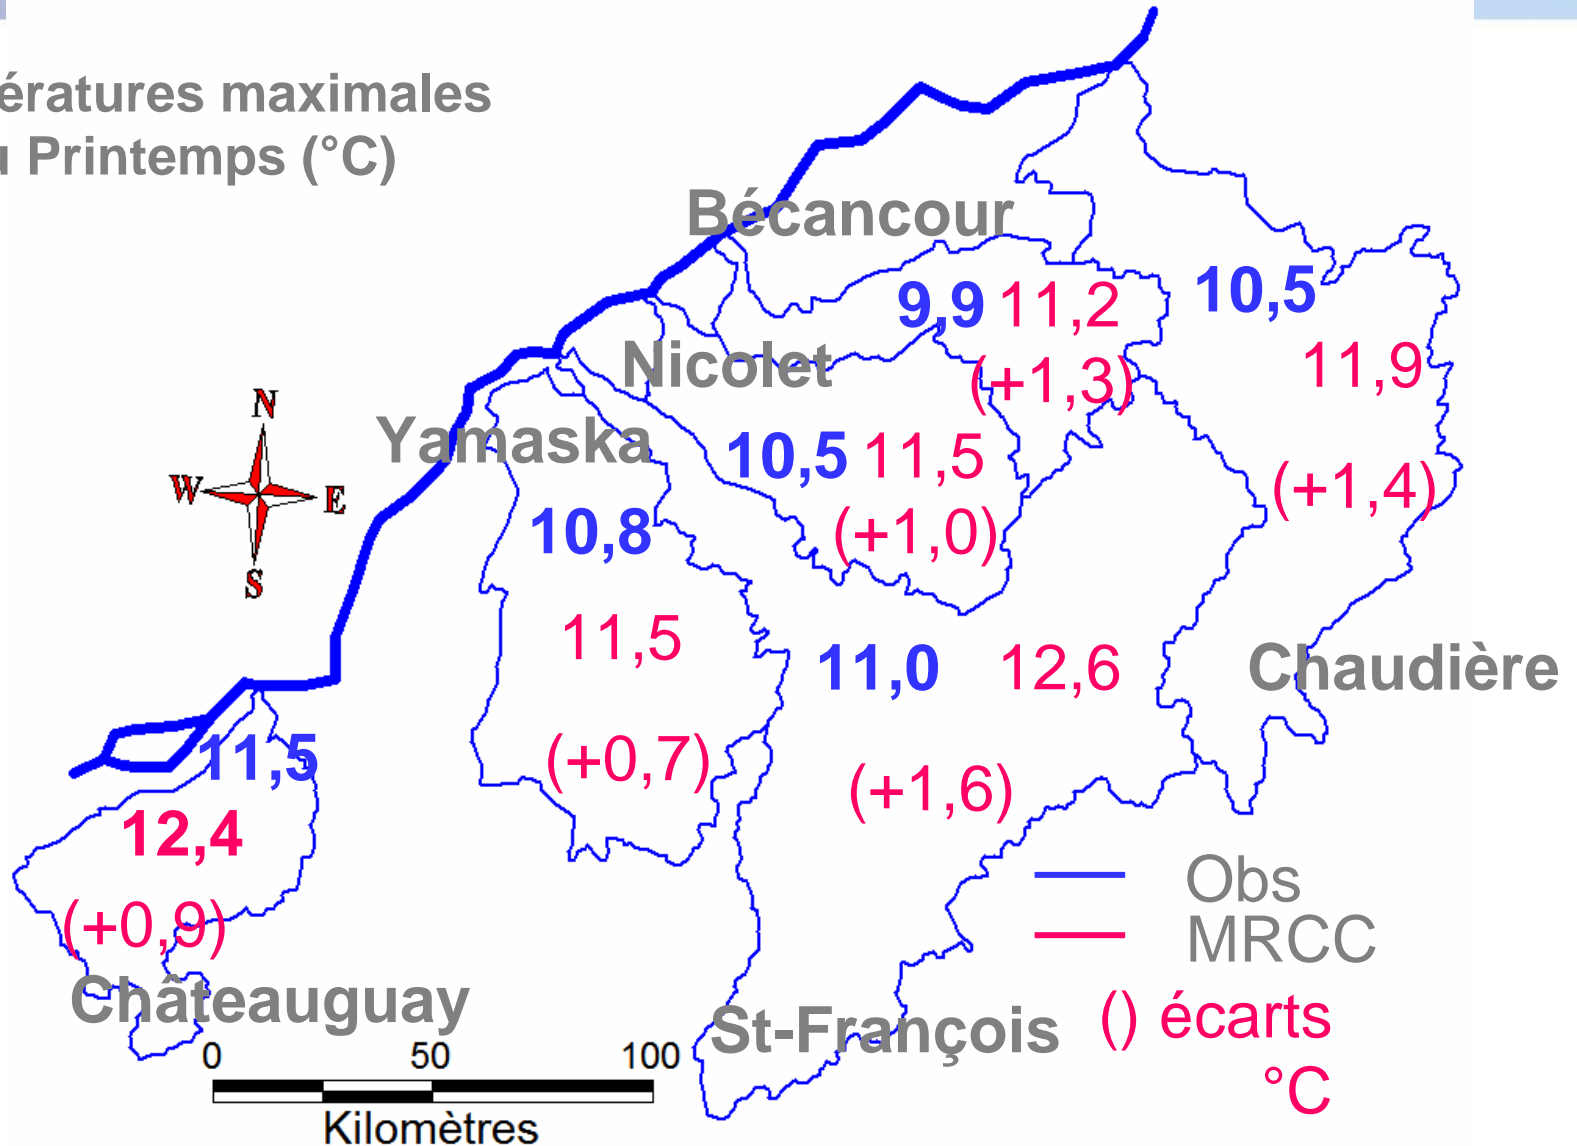 ératures maximales
u Printemps (°C)
Bécancour
9,9 11,2
(+1,3)
10,5
11,9
(+1,4)
Nicolet
10,5 11,5
(+1,0)
Yamaska
10,8
11,5
(+0,7)
N
W E
S
11,0 12,6
(+1,6)
Chaudière
11,5
12,4
(+0,9)
Châteauguay
St-François
Obs
MRCC
() écarts
°C
0 50 100
Kilomètres